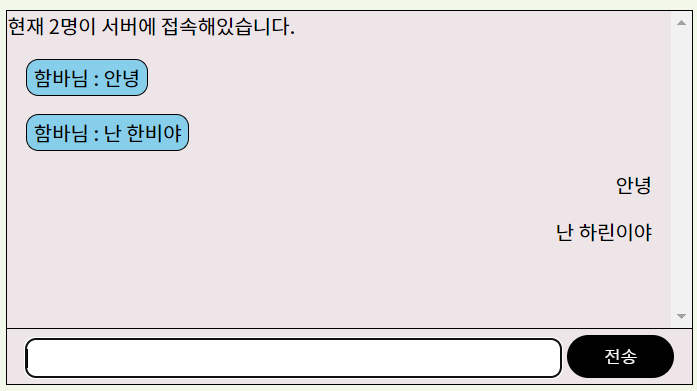 현재 2명이 서버에 접속해있습니다.
함바님 : 안녕
함바님 : 난 한비야
안녕
난 하린이야
전송